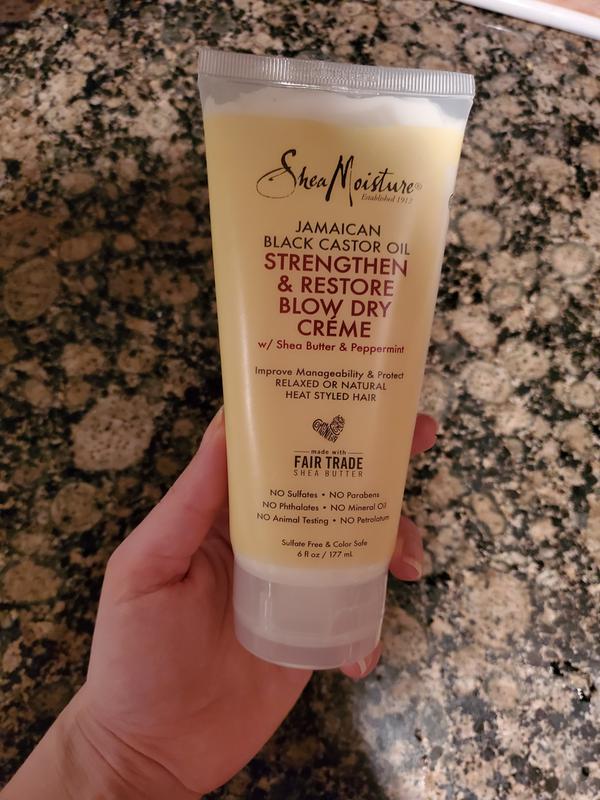 SheaMoisture®
Established 1912
JAMAICAN
BLACK CASTOR OIL
STRENGTHEN
& RESTORE
BLOW DRY
CRÉME
w/ Shea Butter & Peppermint
Improve Manageability & Protect
RELAXED OR NATURAL
HEAT STYLED HAIR
made with
FAIR TRADE
SHEA BUTTER
NO Sulfates • NO Parabens
NO Phthalates • NO Mineral Oil
NO Animal Testing • NO Petrolatum
Sulfate Free & Color Safe
6 fl oz / 177 mL